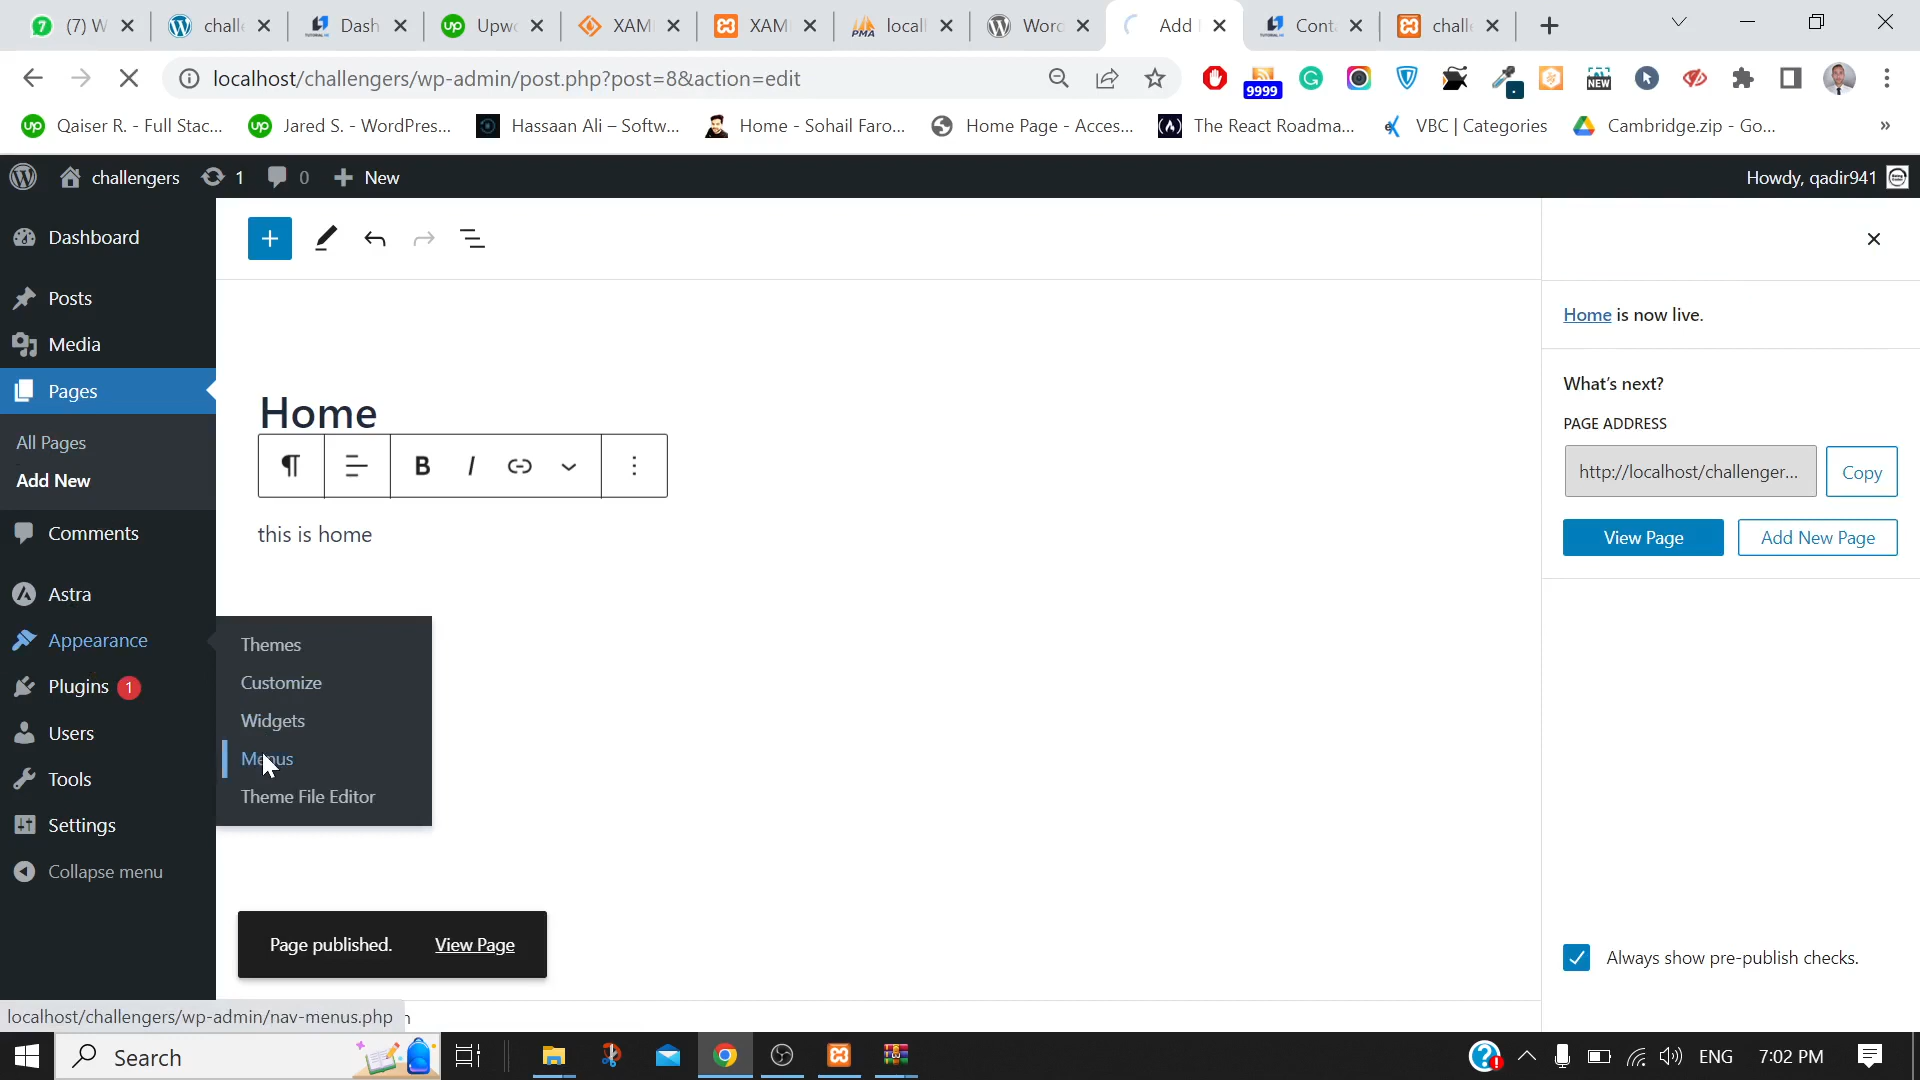 (7) W
chall
Dash
Upwo
XAM
XAM
locall
Word
Add
Conta
chall
localhost/challengers/wp-admin/post.php?post=8&action=edit
9999
NEW
Qaiser R. - Full Stac...
Jared S. - WordPres...
Hassaan Ali – Softw...
Home - Sohail Faro...
Home Page - Acces...
The React Roadma...
VBC | Categories
Cambridge.zip - Go...
»
challengers
1
0
New
Howdy, qadir941
Dashboard
Posts
Media
Pages
All Pages
Add New
Comments
Astra
Appearance
Plugins 1
Users
Tools
Settings
Collapse menu
Themes
Customize
Widgets
Menus
Theme File Editor
Home
B I
this is home
Page published. View Page
Home is now live.
What's next?
PAGE ADDRESS
http://localhost/challenger...
Copy
View Page
Add New Page
Always show pre-publish checks.
localhost/challengers/wp-admin/nav-menus.php
Search
ENG
7:02 PM